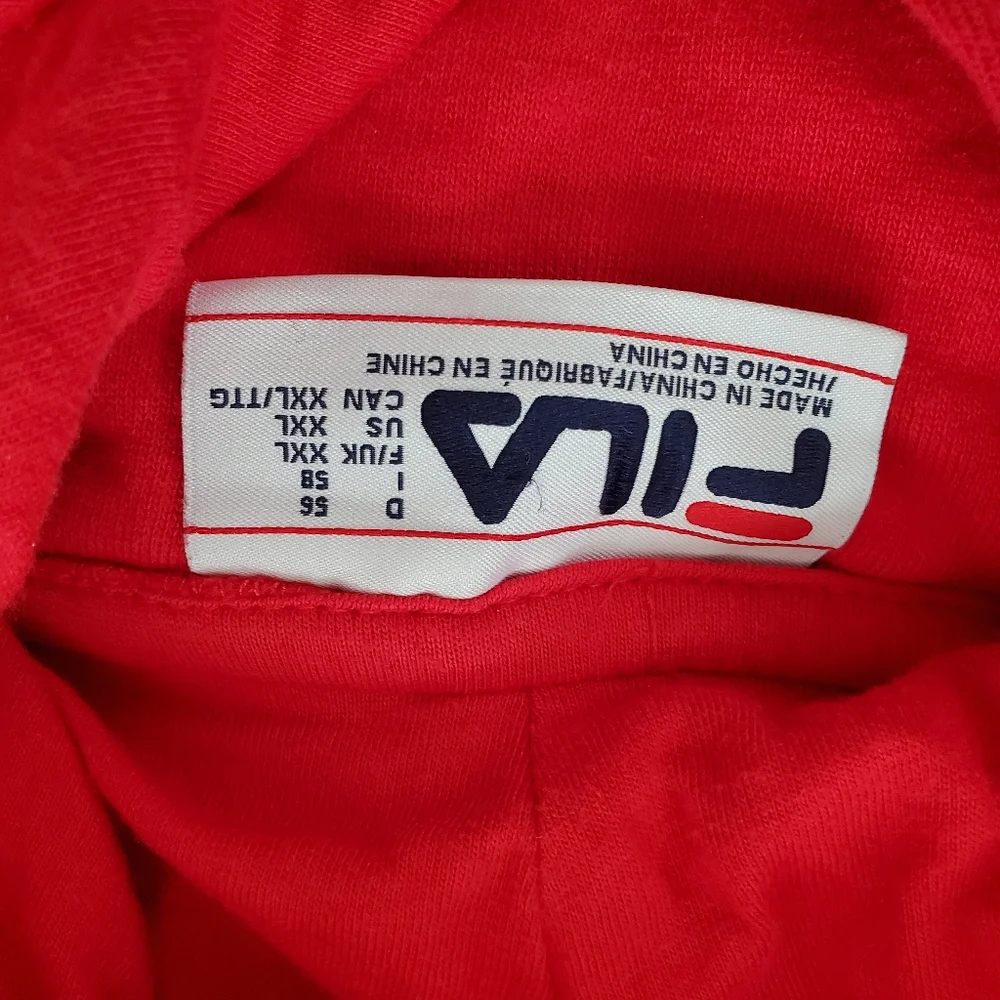 FILA
D 56
I 58
F/UK XXL
US XXL
CAN XXL/TTG
MADE IN CHINA/FABRIQUÉ EN CHINE
/HECHO EN CHINA